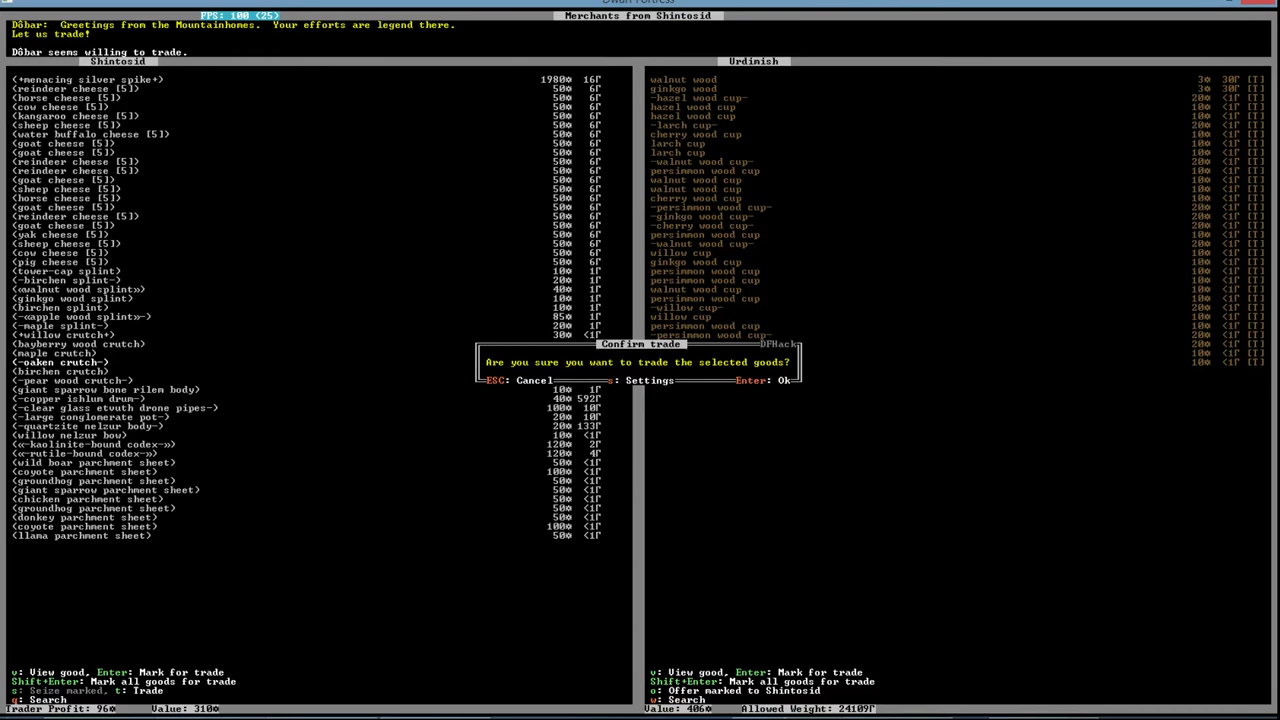 Dwarf Fortress
FPS: 100 (25)
Merchants from Shintosid
Dôbar: Greetings from the Mountainhomes. Your efforts are legend there.
Let us trade!
Dôbar seems willing to trade.
Shintosid
Urdimish
(+menacing silver spike+) 1980☼ 16Γ
(reindeer cheese [5]) 50☼ 6Γ
(horse cheese [5]) 50☼ 6Γ
(cow cheese [5]) 50☼ 6Γ
(kangaroo cheese [5]) 50☼ 6Γ
(sheep cheese [5]) 50☼ 6Γ
(water buffalo cheese [5]) 50☼ 6Γ
(goat cheese [5]) 50☼ 6Γ
(goat cheese [5]) 50☼ 6Γ
(reindeer cheese [5]) 50☼ 6Γ
(reindeer cheese [5]) 50☼ 6Γ
(goat cheese [5]) 50☼ 6Γ
(sheep cheese [5]) 50☼ 6Γ
(horse cheese [5]) 50☼ 6Γ
(goat cheese [5]) 50☼ 6Γ
(reindeer cheese [5]) 50☼ 6Γ
(goat cheese [5]) 50☼ 6Γ
(yak cheese [5]) 50☼ 6Γ
(sheep cheese [5]) 50☼ 6Γ
(cow cheese [5]) 50☼ 6Γ
(pig cheese [5]) 50☼ 6Γ
(tower-cap splint) 10☼ 1Γ
(-birchen splint-) 20☼ 1Γ
(«walnut wood splint») 40☼ 1Γ
(ginkgo wood splint) 10☼ 1Γ
(birchen splint) 10☼ 1Γ
(-«apple wood splint»-) 85☼ 1Γ
(-maple splint-) 20☼ 1Γ
(+willow crutch+) 30☼ <1Γ
(bayberry wood crutch)
(maple crutch)
(-oaken crutch-)
(birchen crutch)
(-pear wood crutch-)
(giant sparrow bone rilem body) 10☼ 1Γ
(-copper ishlum drum-) 40☼ 592Γ
(-clear glass etvuth drone pipes-) 100☼ 10Γ
(-large conglomerate pot-) 20☼ 10Γ
(-quartzite nelzur body-) 20☼ 133Γ
(willow nelzur bow) 10☼ <1Γ
(«-kaolinite-bound codex-») 120☼ 2Γ
(«-rutile-bound codex-») 120☼ 4Γ
(wild boar parchment sheet) 50☼ <1Γ
(coyote parchment sheet) 100☼ <1Γ
(groundhog parchment sheet) 50☼ <1Γ
(giant sparrow parchment sheet) 50☼ <1Γ
(chicken parchment sheet) 50☼ <1Γ
(groundhog parchment sheet) 50☼ <1Γ
(donkey parchment sheet) 50☼ <1Γ
(coyote parchment sheet) 100☼ <1Γ
(llama parchment sheet) 50☼ <1Γ
v: View good, Enter: Mark for trade
Shift+Enter: Mark all goods for trade
s: Seize marked, t: Trade
q: Search
Trader Profit: 96☼ Value: 310☼
walnut wood 3☼ 30Γ [T]
ginkgo wood 3☼ 30Γ [T]
-hazel wood cup- 20☼ <1Γ [T]
hazel wood cup 10☼ <1Γ [T]
hazel wood cup 10☼ <1Γ [T]
-larch cup- 20☼ <1Γ [T]
cherry wood cup 10☼ <1Γ [T]
larch cup 10☼ <1Γ [T]
larch cup 10☼ <1Γ [T]
-walnut wood cup- 20☼ <1Γ [T]
persimmon wood cup 10☼ <1Γ [T]
walnut wood cup 10☼ <1Γ [T]
walnut wood cup 10☼ <1Γ [T]
cherry wood cup 10☼ <1Γ [T]
-persimmon wood cup- 20☼ <1Γ [T]
-ginkgo wood cup- 20☼ <1Γ [T]
-cherry wood cup- 20☼ <1Γ [T]
persimmon wood cup 10☼ <1Γ [T]
-walnut wood cup- 20☼ <1Γ [T]
willow cup 10☼ <1Γ [T]
ginkgo wood cup 10☼ <1Γ [T]
persimmon wood cup 10☼ <1Γ [T]
persimmon wood cup 10☼ <1Γ [T]
walnut wood cup 10☼ <1Γ [T]
persimmon wood cup 10☼ <1Γ [T]
-willow cup- 20☼ <1Γ [T]
willow cup 10☼ <1Γ [T]
persimmon wood cup 10☼ <1Γ [T]
-persimmon wood cup- 20☼ <1Γ [T]
20☼ <1Γ [T]
10☼ <1Γ [T]
10☼ <1Γ [T]
Confirm trade DFHack
Are you sure you want to trade the selected goods?
ESC: Cancel s: Settings Enter: Ok
v: View good, Enter: Mark for trade
Shift+Enter: Mark all goods for trade
o: Offer marked to Shintosid
w: Search
Value: 406☼ Allowed Weight: 24109Γ